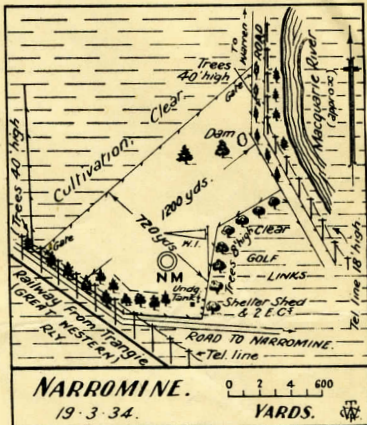 To Warren
ROAD
Trees
40' high
Gate
Macquarie River
(approx)
Cultivation, Clear
Dam
Trees 40' high
1200 yds.
720 yds
W.I.
Trees 8' high
Clear
GOLF
LINKS
Gate
NM
Undg
Tank
Shelter Shed
& 2 E.Cs
Tel. line 18' high
Railway From Trangie
(GREAT WESTERN)
RLY.
ROAD TO NARROMINE.
Tel. line
NARROMINE.
19·3·34.
0 2 4 600
YARDS.